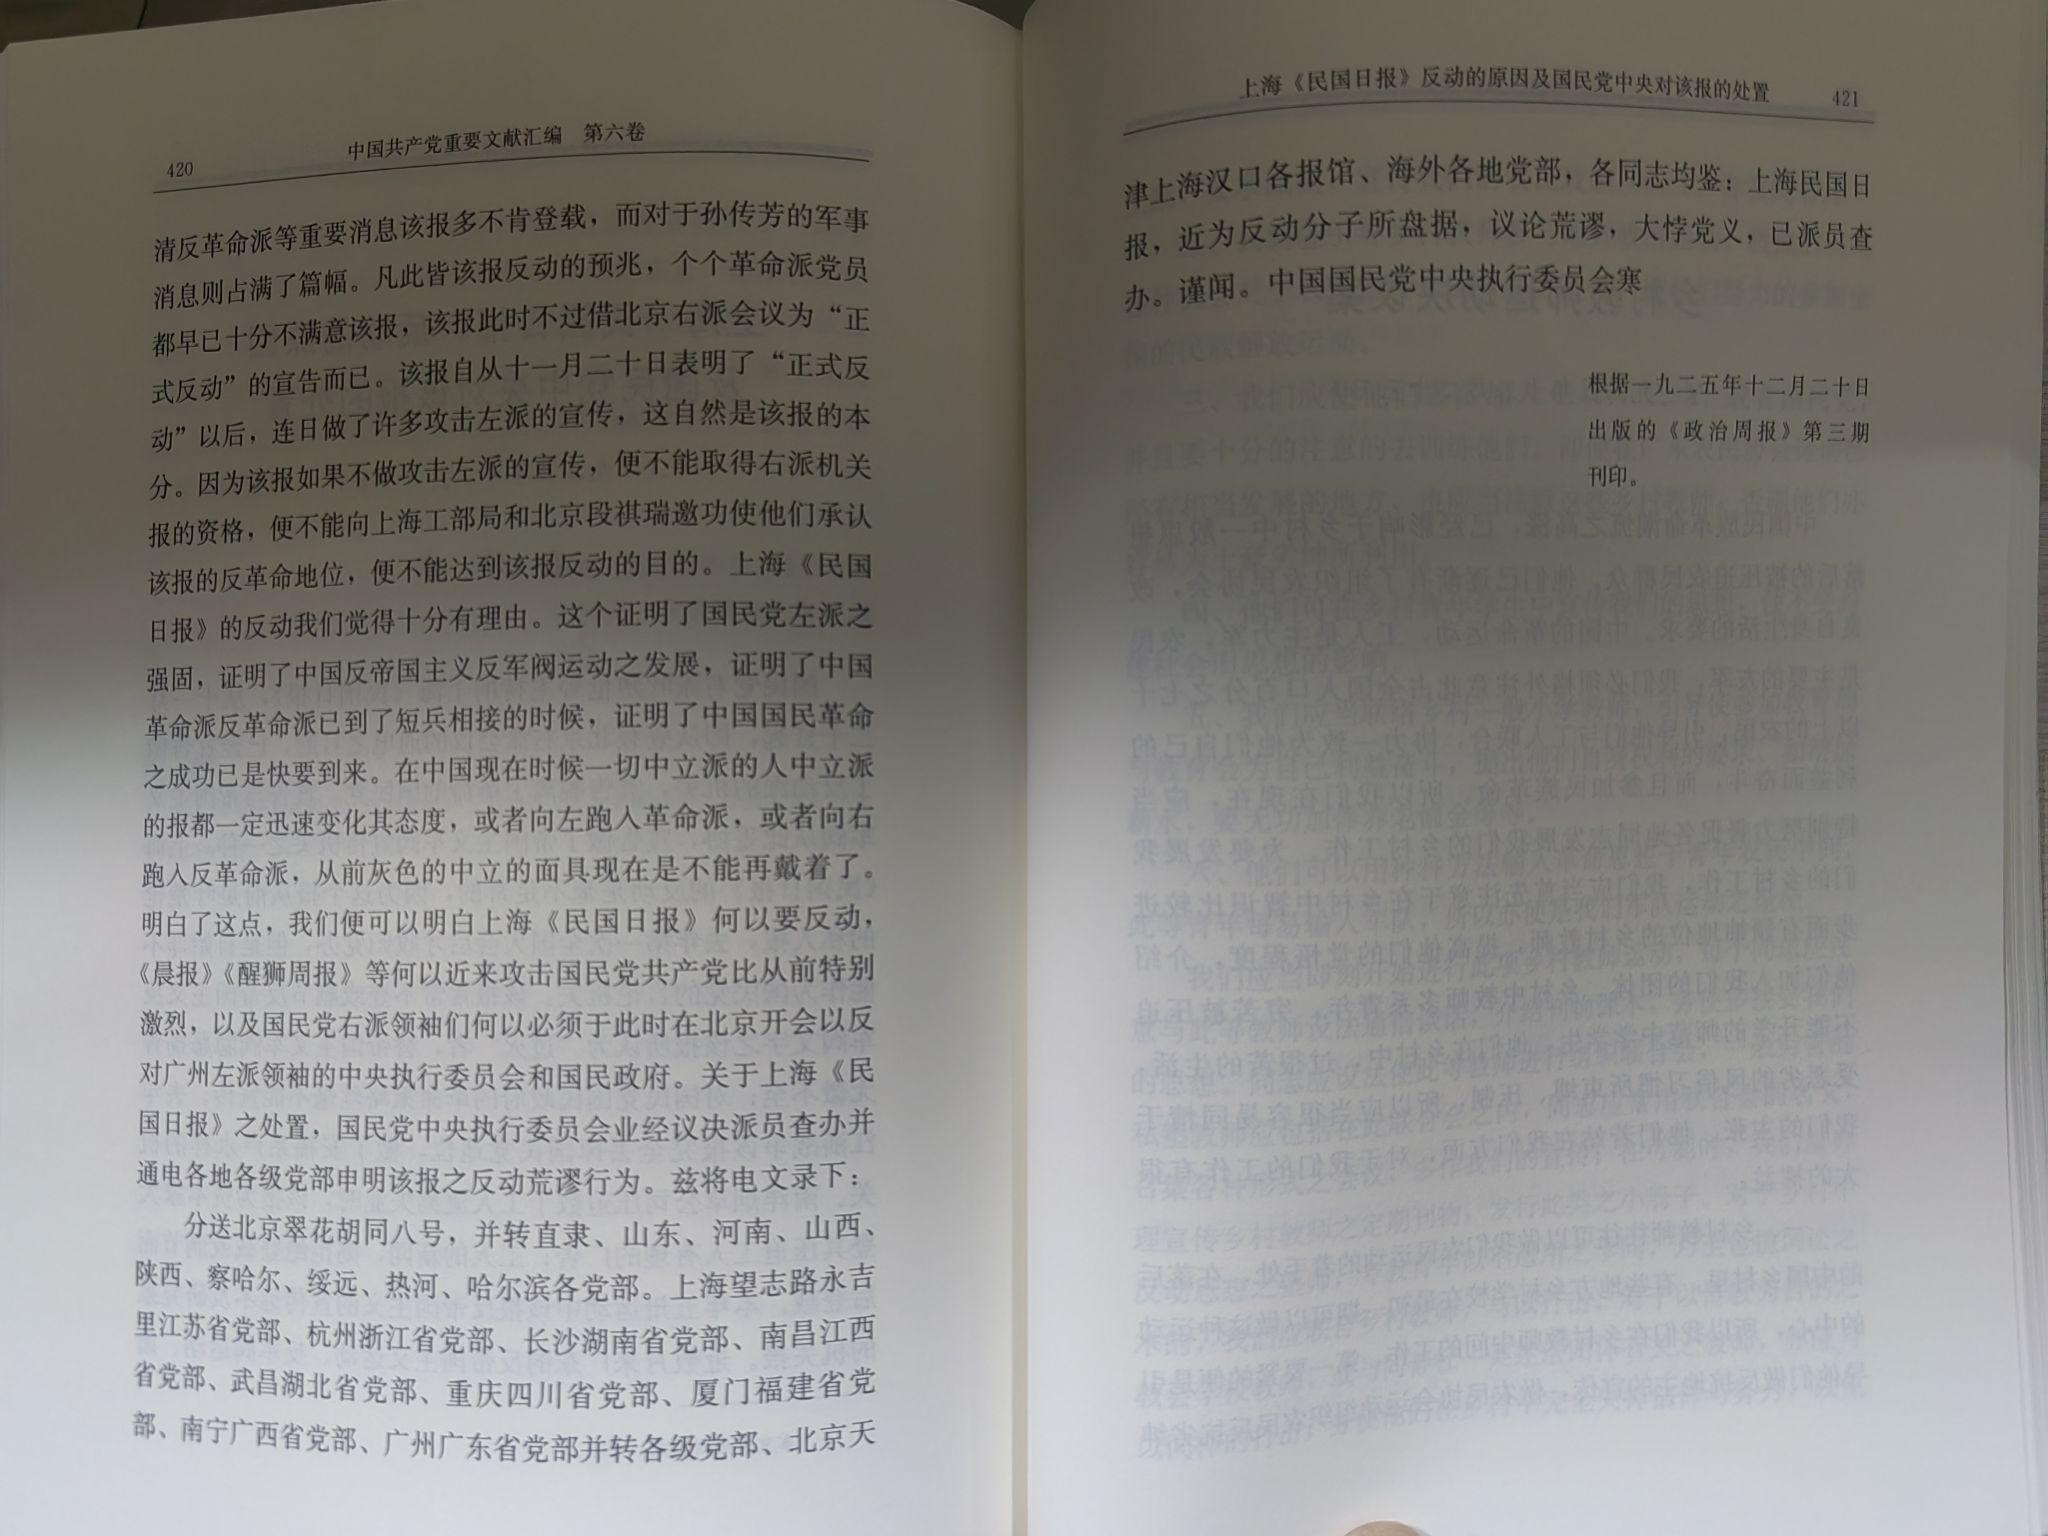 420
中国共产党重要文献汇编　第六卷
清反革命派等重要消息该报多不肯登载，而对于孙传芳的军事
消息则占满了篇幅。凡此皆该报反动的预兆，个个革命派党员
都早已十分不满意该报，该报此时不过借北京右派会议为“正
式反动”的宣告而已。该报自从十一月二十日表明了“正式反
动”以后，连日做了许多攻击左派的宣传，这自然是该报的本
分。因为该报如果不做攻击左派的宣传，便不能取得右派机关
报的资格，便不能向上海工部局和北京段祺瑞邀功使他们承认
该报的反革命地位，便不能达到该报反动的目的。上海《民国
日报》的反动我们觉得十分有理由。这个证明了国民党左派之
强固，证明了中国反帝国主义反军阀运动之发展，证明了中国
革命派反革命派已到了短兵相接的时候，证明了中国国民革命
之成功已是快要到来。在中国现在时候一切中立派的人中立派
的报都一定迅速变化其态度，或者向左跑入革命派，或者向右
跑入反革命派，从前灰色的中立的面具现在是不能再戴着了。
明白了这点，我们便可以明白上海《民国日报》何以要反动，
《晨报》《醒狮周报》等何以近来攻击国民党共产党比从前特别
激烈，以及国民党右派领袖们何以必须于此时在北京开会以反
对广州左派领袖的中央执行委员会和国民政府。关于上海《民
国日报》之处置，国民党中央执行委员会业经议决派员查办并
通电各地各级党部申明该报之反动荒谬行为。兹将电文录下：
分送北京翠花胡同八号，并转直隶、山东、河南、山西、
陕西、察哈尔、绥远、热河、哈尔滨各党部。上海望志路永吉
里江苏省党部、杭州浙江省党部、长沙湖南省党部、南昌江西
省党部、武昌湖北省党部、重庆四川省党部、厦门福建省党
部、南宁广西省党部、广州广东省党部并转各级党部、北京天
上海《民国日报》反动的原因及国民党中央对该报的处置
421
津上海汉口各报馆、海外各地党部，各同志均鉴：上海民国日
报，近为反动分子所盘据，议论荒谬，大悖党义，已派员查
办。谨闻。中国国民党中央执行委员会寒
根据一九二五年十二月二十日
出版的《政治周报》第三期
刊印。